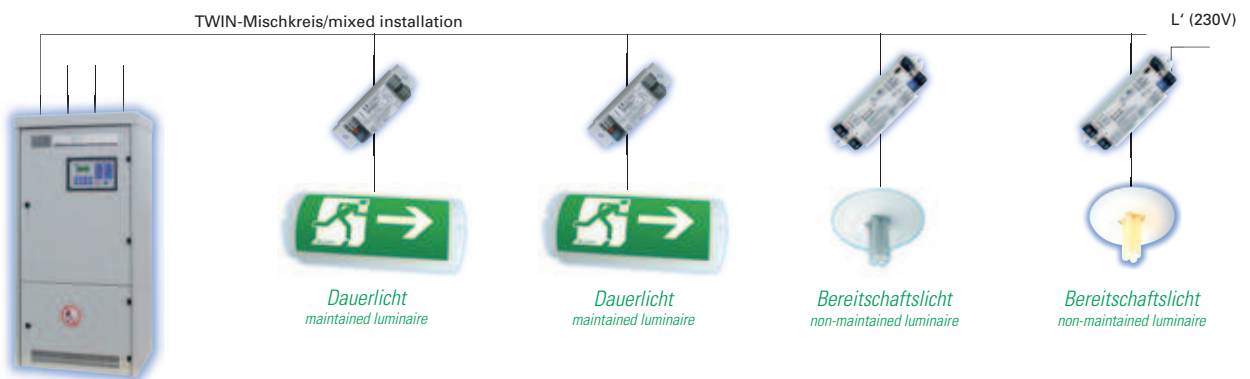 TWIN-Mischkreis/mixed installation
L‘ (230V)
Dauerlicht
maintained luminaire
Dauerlicht
maintained luminaire
Bereitschaftslicht
non-maintained luminaire
Bereitschaftslicht
non-maintained luminaire